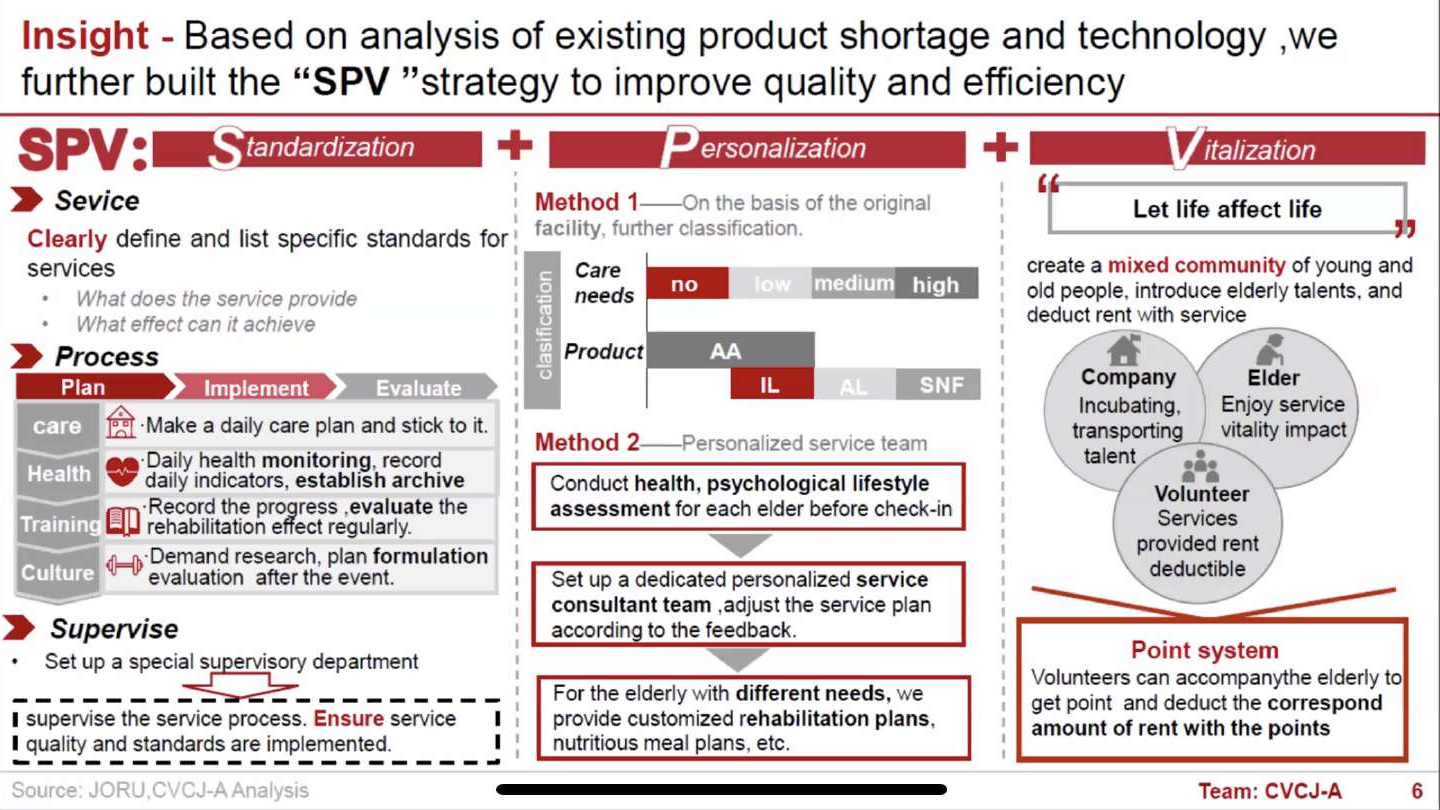 Insight - Based on analysis of existing product shortage and technology ,we
further built the “SPV ”strategy to improve quality and efficiency
SPV: Standardization + Personalization + Vitalization
Sevice
Clearly define and list specific standards for
services
• What does the service provide
• What effect can it achieve
Process
Plan Implement Evaluate
care ·Make a daily care plan and stick to it.
Health ·Daily health monitoring, record
daily indicators, establish archive
Training ·Record the progress ,evaluate the
rehabilitation effect regularly.
Culture ·Demand research, plan formulation
evaluation after the event.
Supervise
• Set up a special supervisory department
supervise the service process. Ensure service
quality and standards are implemented.
Method 1——On the basis of the original
facility, further classification.
clasification
Care
needs
no low medium high
Product
AA
IL AL SNF
Method 2——Personalized service team
Conduct health, psychological lifestyle
assessment for each elder before check-in
Set up a dedicated personalized service
consultant team ,adjust the service plan
according to the feedback.
For the elderly with different needs, we
provide customized rehabilitation plans,
nutritious meal plans, etc.
“
Let life affect life
”
create a mixed community of young and
old people, introduce elderly talents, and
deduct rent with service
Company
Incubating,
transporting
talent
Elder
Enjoy service
vitality impact
Volunteer
Services
provided rent
deductible
Point system
Volunteers can accompanythe elderly to
get point and deduct the correspond
amount of rent with the points
Source: JORU,CVCJ-A Analysis
Team: CVCJ-A 6